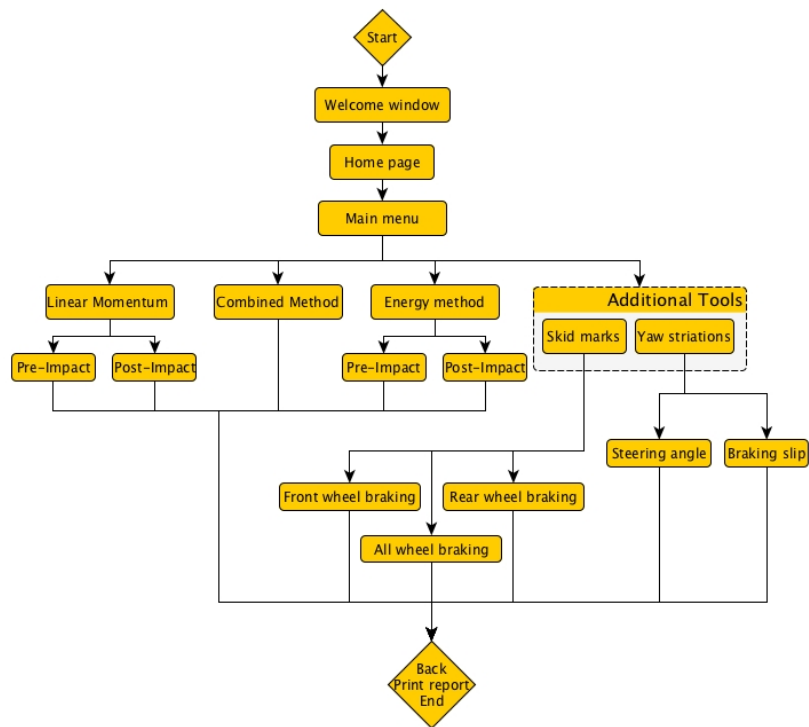 Start
Welcome window
Home page
Main menu
Linear Momentum
Combined Method
Energy method
Additional Tools
Skid marks
Yaw striations
Pre-Impact
Post-Impact
Pre-Impact
Post-Impact
Steering angle
Braking slip
Front wheel braking
Rear wheel braking
All wheel braking
Back
Print report
End